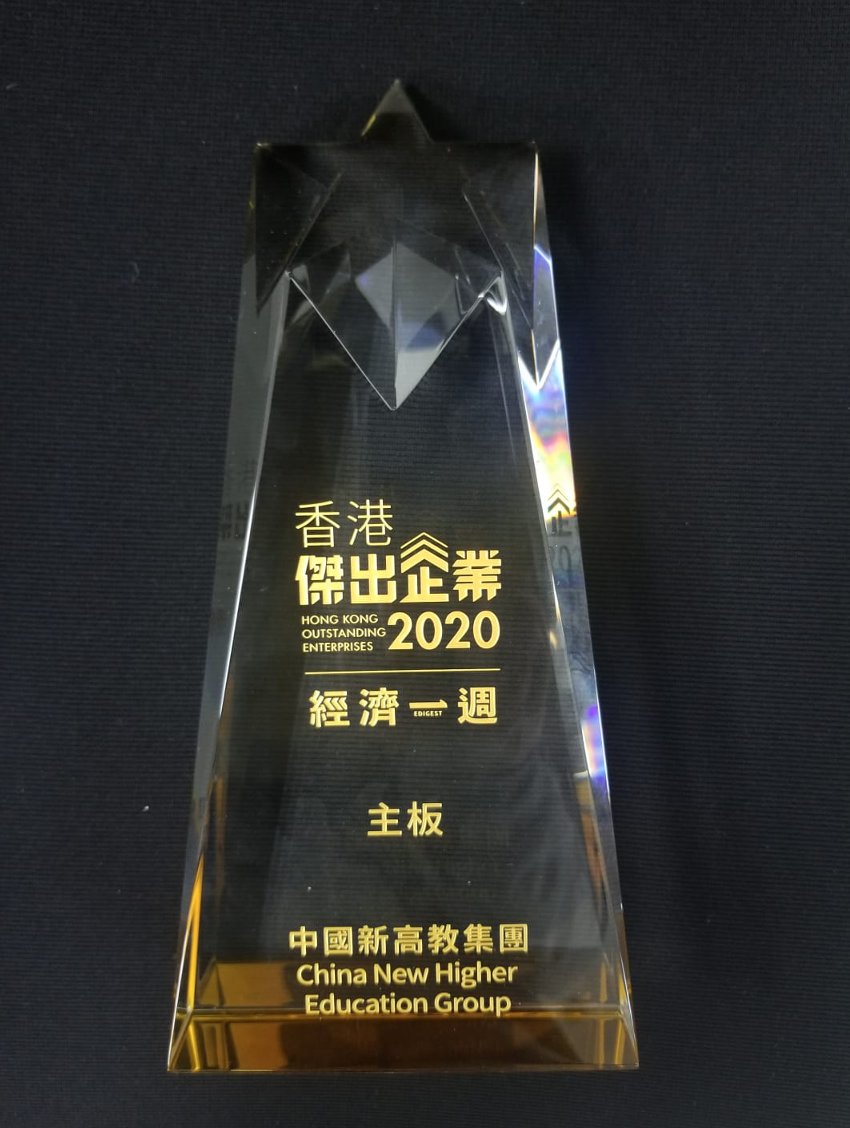 香港
傑出企業
HONG KONG
OUTSTANDING
ENTERPRISES
2020
經濟一週
EDIGEST
主板
中國新高教集團
China New Higher
Education Group